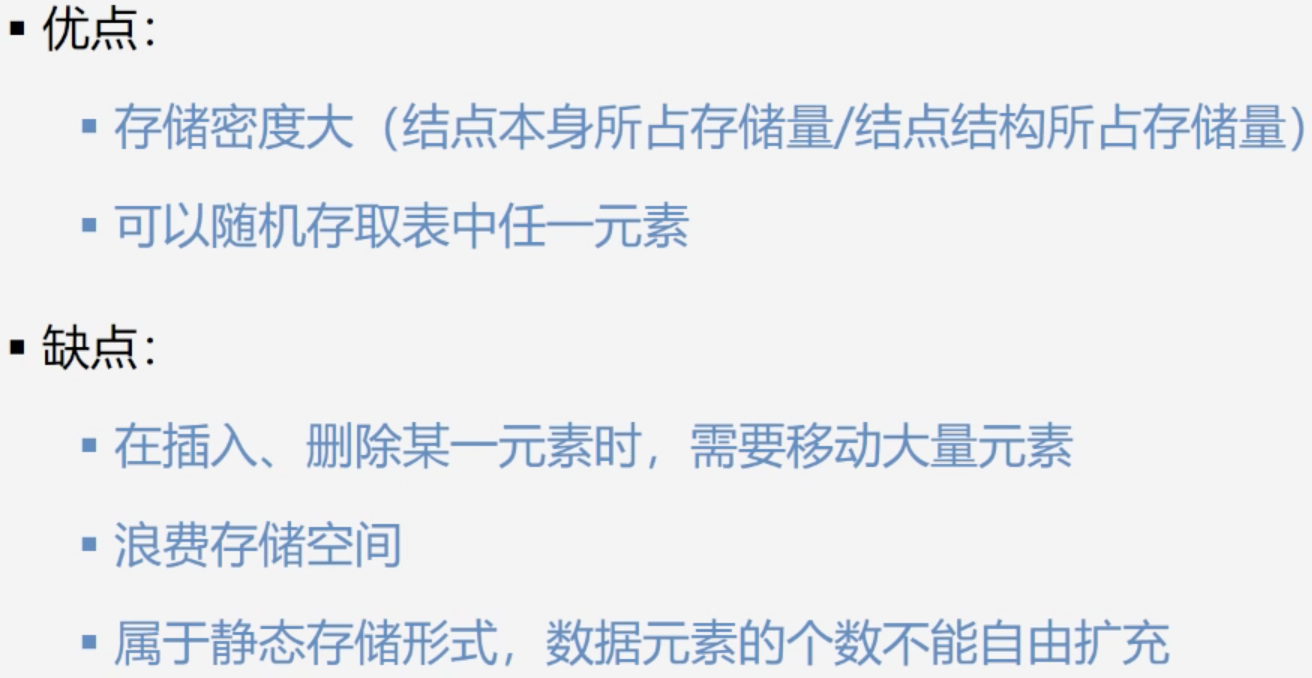 ▪ 优点：
▪ 存储密度大（结点本身所占存储量/结点结构所占存储量）
▪ 可以随机存取表中任一元素
▪ 缺点：
▪ 在插入、删除某一元素时，需要移动大量元素
▪ 浪费存储空间
▪ 属于静态存储形式，数据元素的个数不能自由扩充